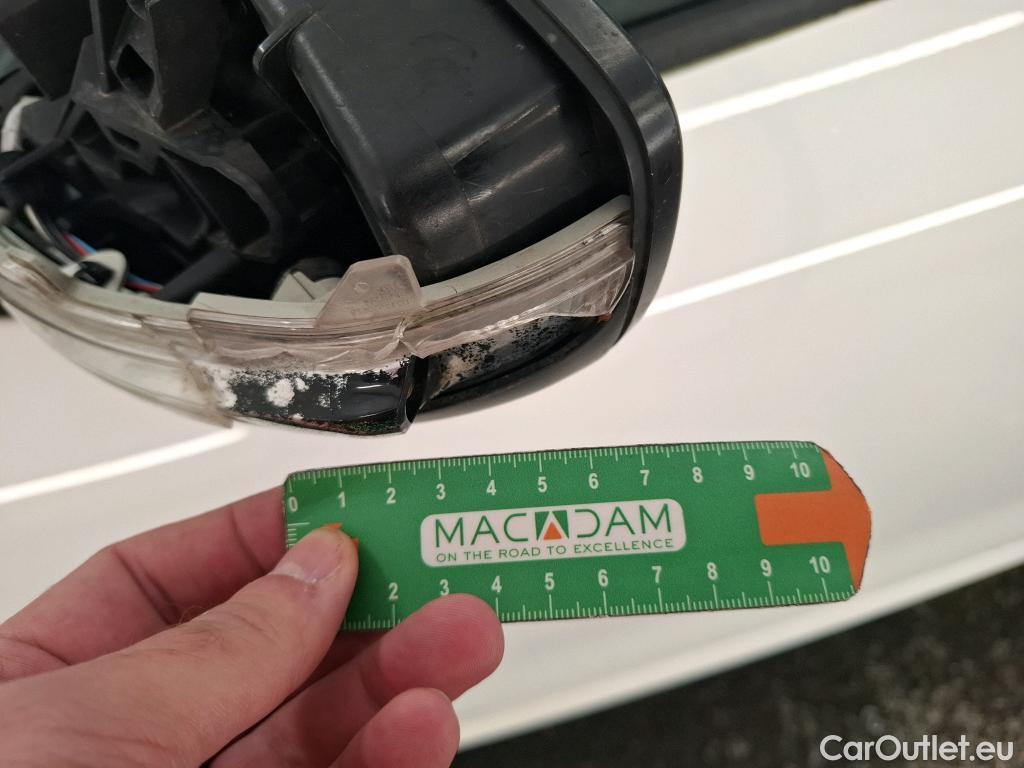 0 1 2 3 4 5 6 7 8 9 10
MACADAM
ON THE ROAD TO EXCELLENCE
2 3 4 5 6 7 8 9 10
CarOutlet.eu